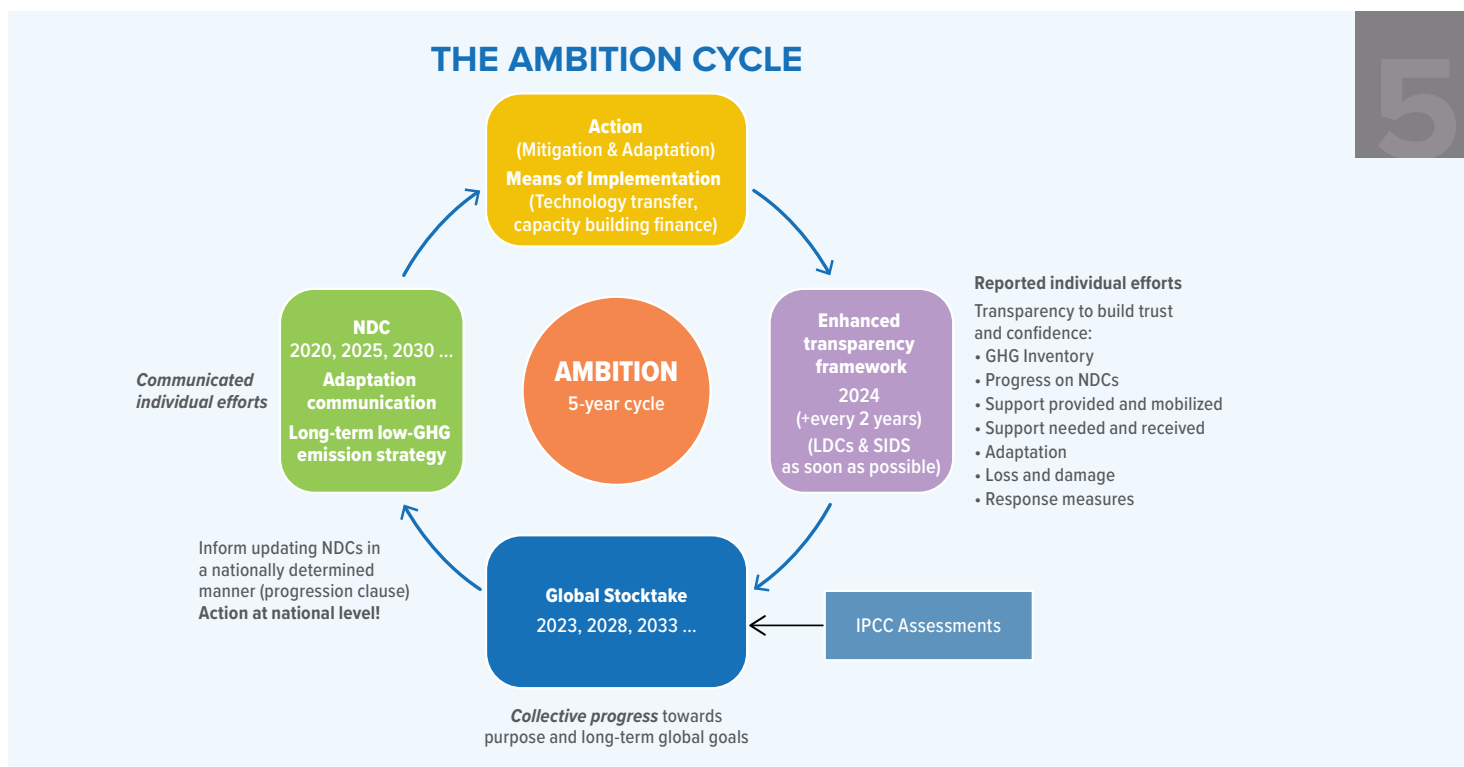 THE AMBITION CYCLE
5
Action
(Mitigation & Adaptation)
Means of Implementation
(Technology transfer,
capacity building finance)
Enhanced
transparency
framework
2024
(+every 2 years)
(LDCs & SIDS
as soon as possible)
Reported individual efforts
Transparency to build trust
and confidence:
• GHG Inventory
• Progress on NDCs
• Support provided and mobilized
• Support needed and received
• Adaptation
• Loss and damage
• Response measures
NDC
2020, 2025, 2030 ...
Adaptation
communication
Long-term low-GHG
emission strategy
Communicated
individual efforts
AMBITION
5-year cycle
Inform updating NDCs in
a nationally determined
manner (progression clause)
Action at national level!
Global Stocktake
2023, 2028, 2033 ...
IPCC Assessments
Collective progress towards
purpose and long-term global goals